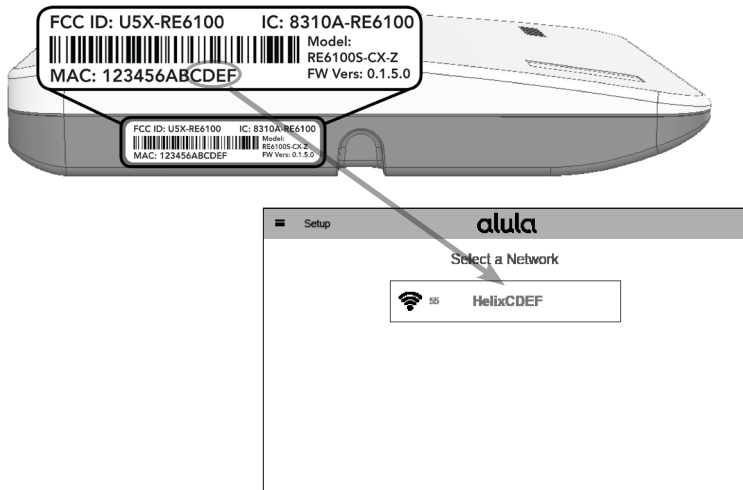 FCC ID: U5X-RE6100 IC: 8310A-RE6100
Model:
RE6100S-CX-Z
MAC: 123456ABCDEF FW Vers: 0.1.5.0
FCC ID: U5X-RE6100 IC: 8310A-RE6100
Model:
RE6100S-CX-Z
MAC: 123456ABCDEF FW Vers: 0.1.5.0
Setup alula
Select a Network
55 HelixCDEF